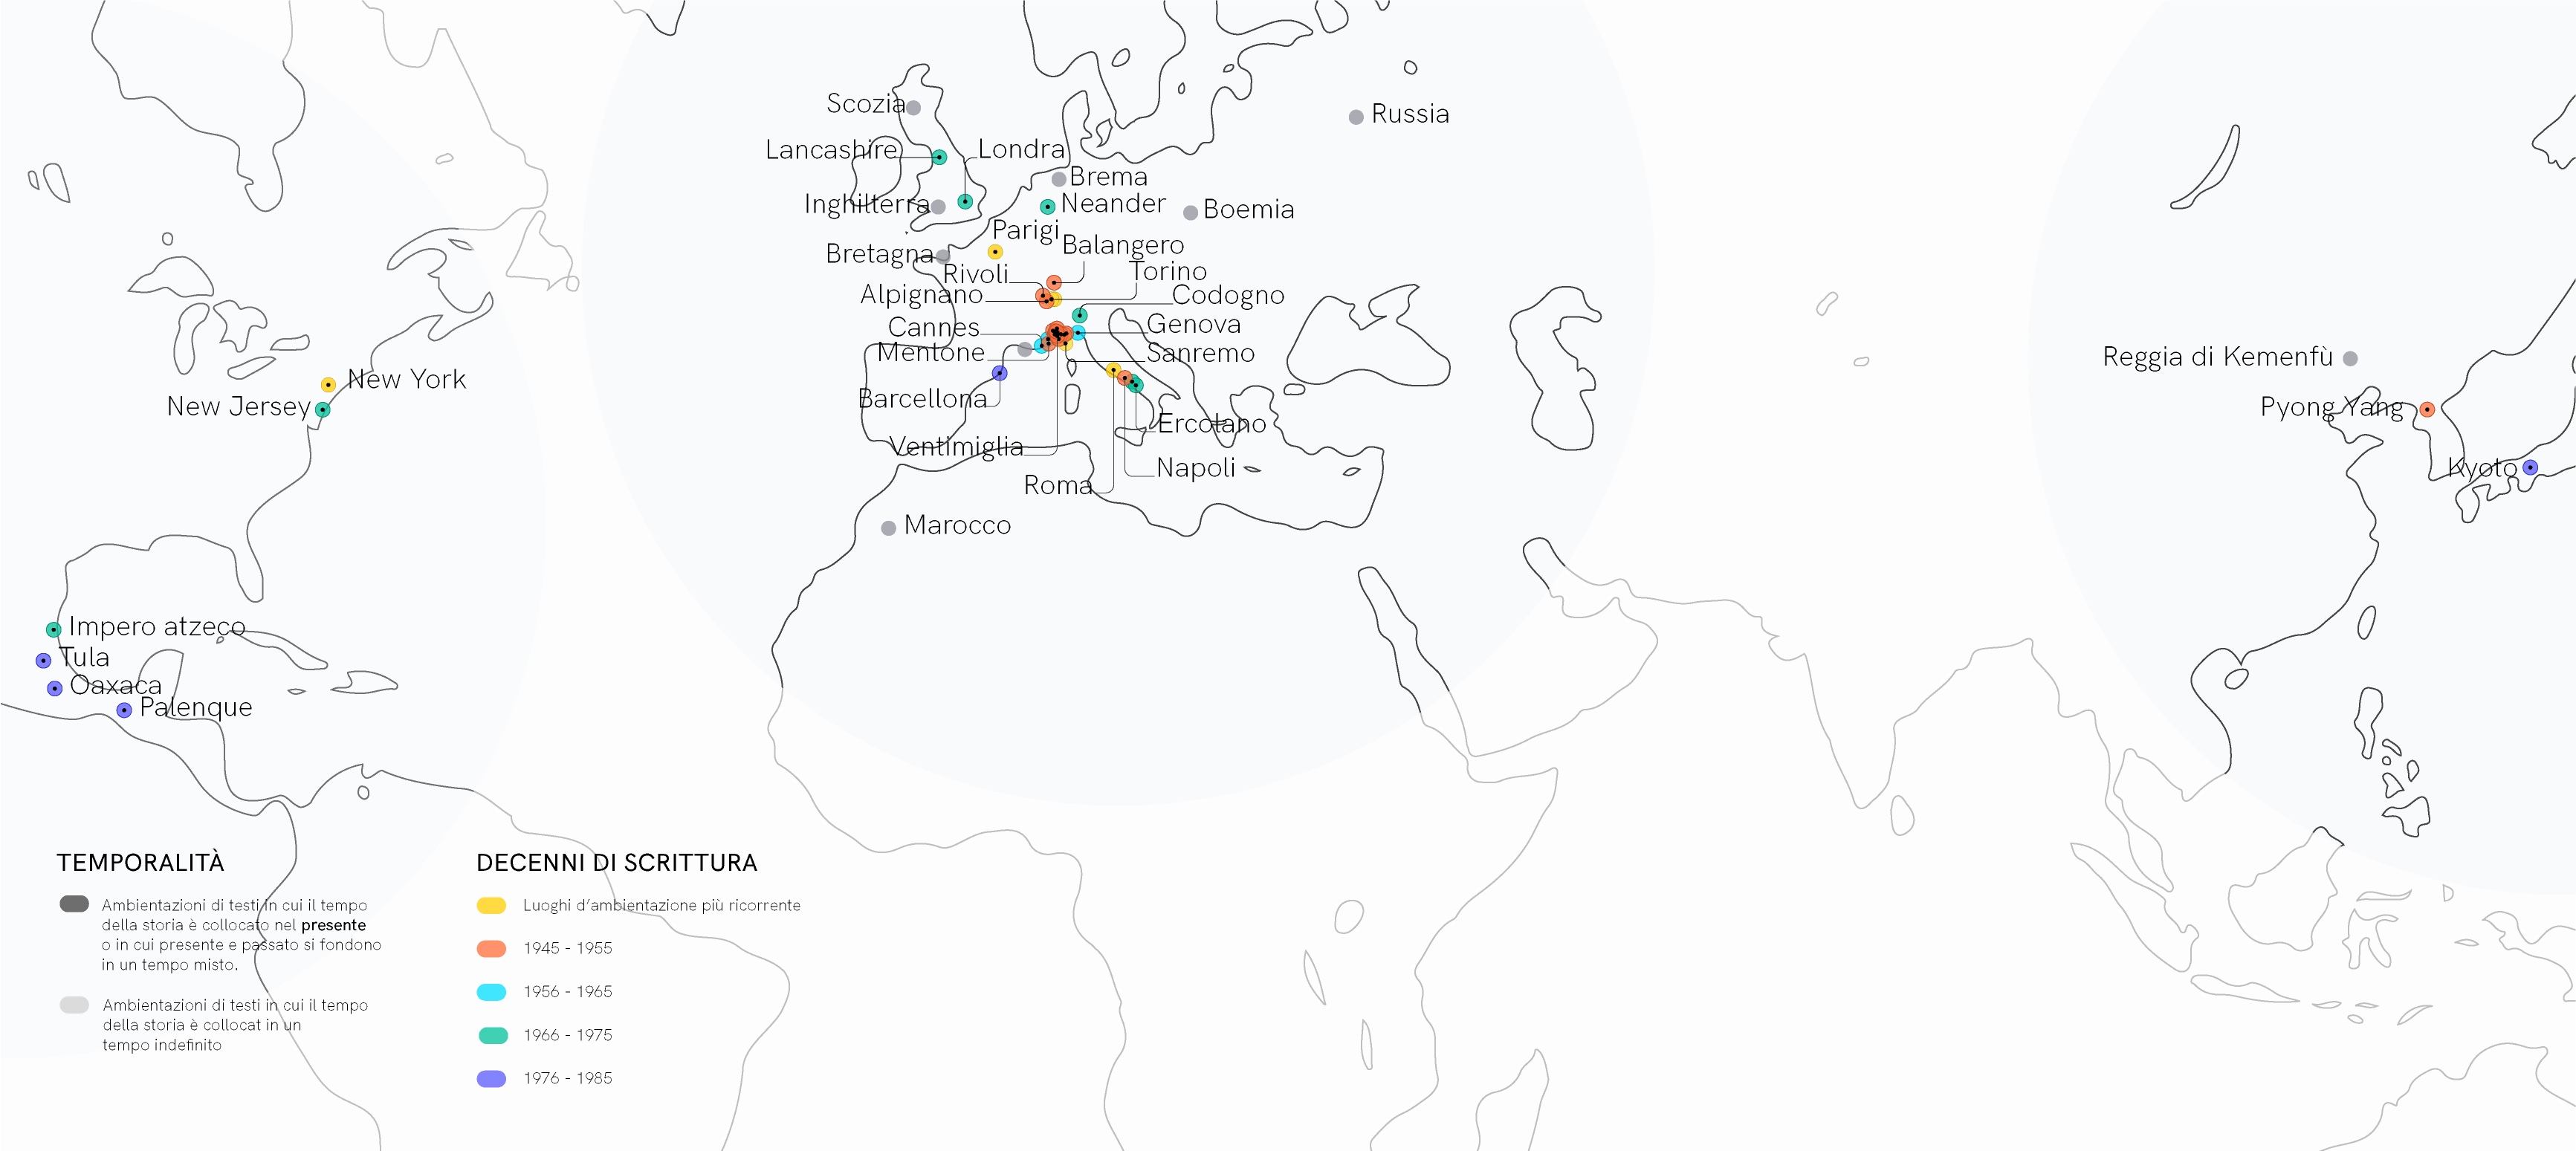 Scozia
Russia
Lancashire
Londra
Brema
Inghilterra
Neander
Boemia
Parigi
Bretagna
Balangero
Rivoli
Torino
Alpignano
Codogno
Cannes
Genova
Mentone
Sanremo
Barcellona
Ercolano
Ventimiglia
Napoli
Roma
Marocco
New York
New Jersey
Reggia di Kemenfù
Pyong Yang
Kyoto
Impero atzeco
Tula
Oaxaca
Palenque
TEMPORALITÀ
Ambientazioni di testi in cui il tempo
della storia è collocato nel presente
o in cui presente e passato si fondono
in un tempo misto.
Ambientazioni di testi in cui il tempo
della storia è collocat in un
tempo indefinito
DECENNI DI SCRITTURA
Luoghi d'ambientazione più ricorrente
1945 - 1955
1956 - 1965
1966 - 1975
1976 - 1985